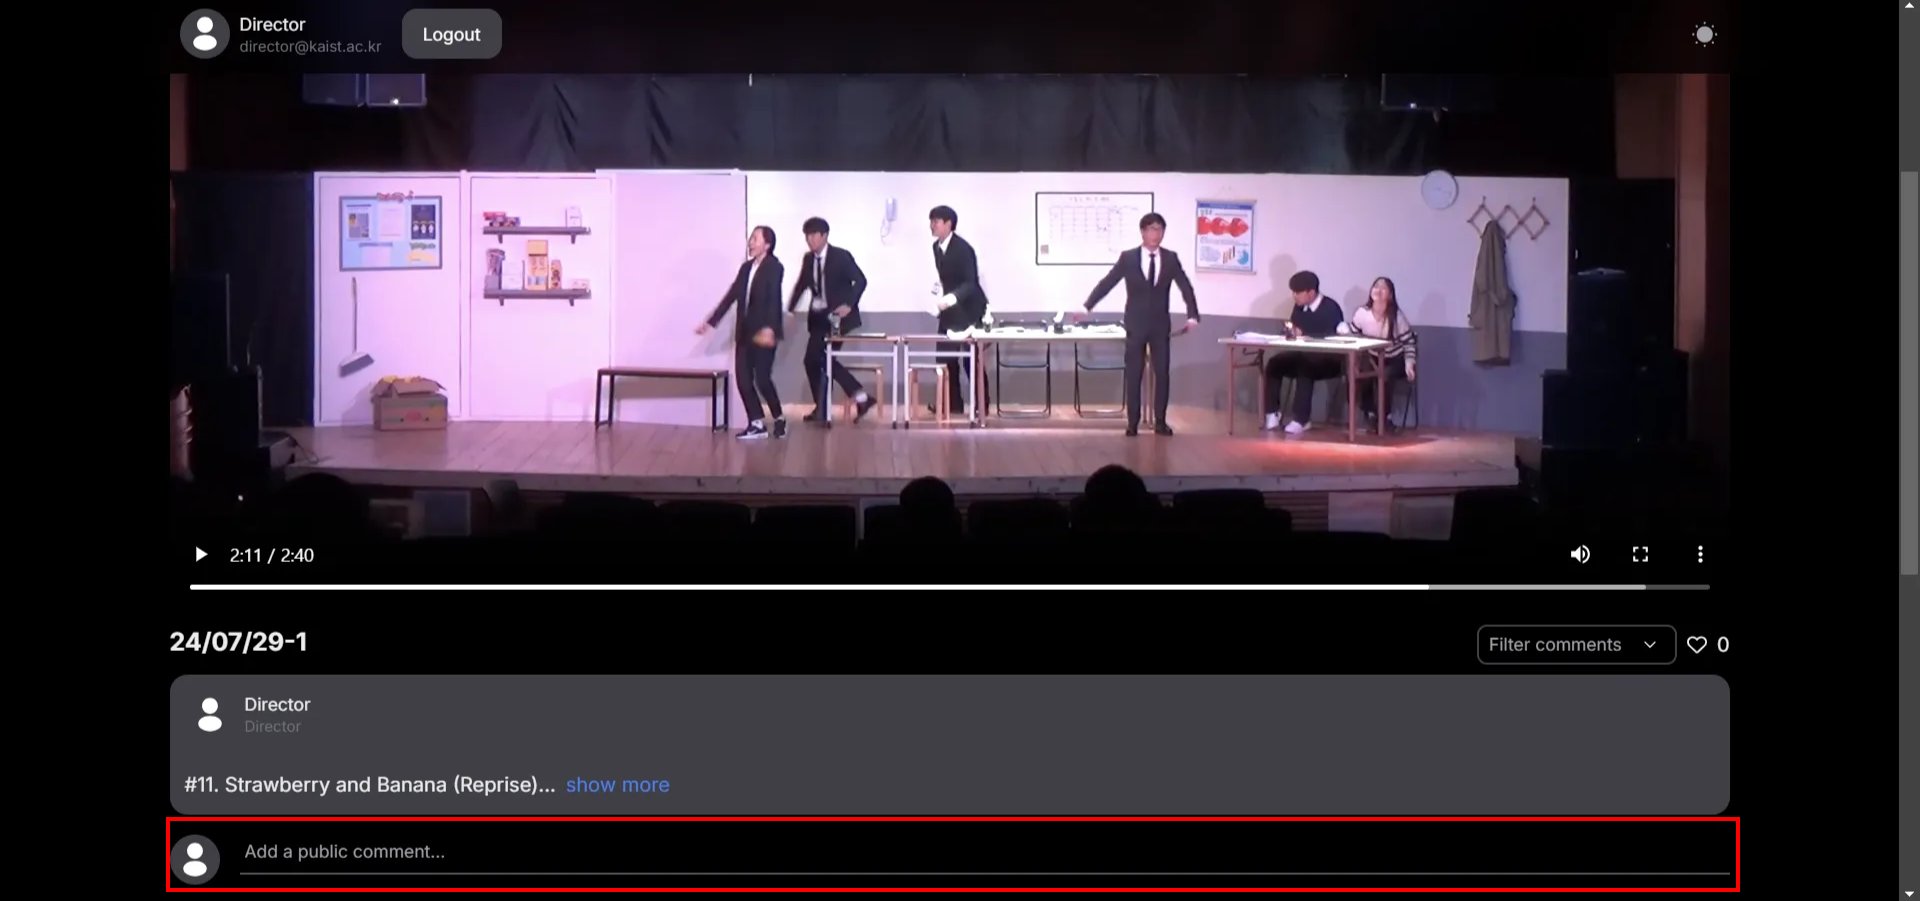 Director
director@kaist.ac.kr
Logout
2:11 / 2:40
24/07/29-1
Filter comments
0
Director
Director
#11. Strawberry and Banana (Reprise)... show more
Add a public comment...